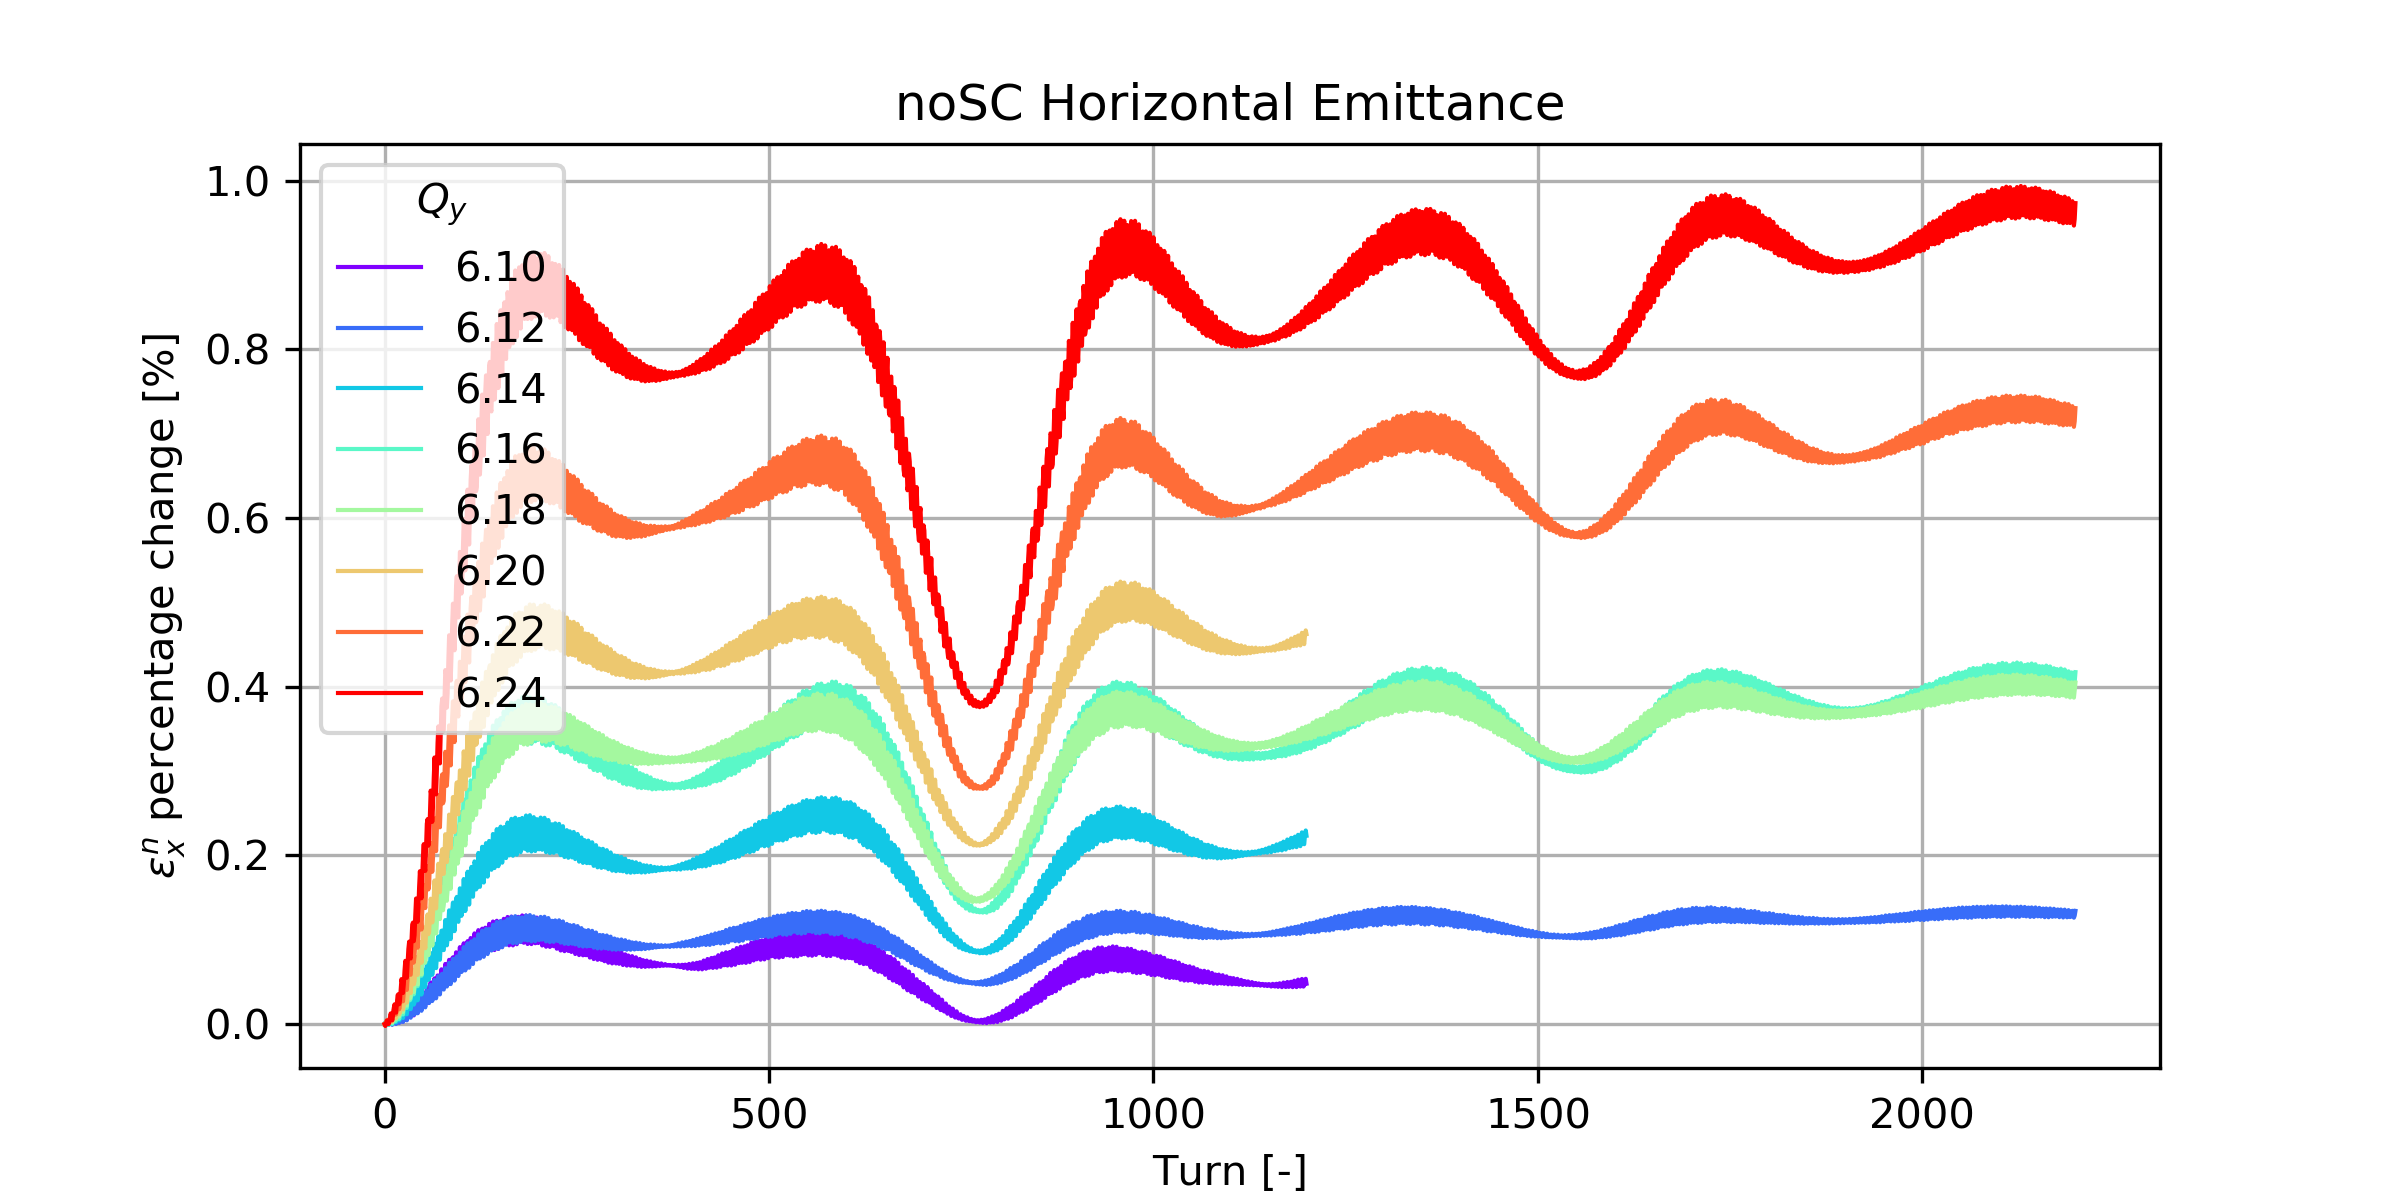 noSC Horizontal Emittance
εₓⁿ percentage change [%]
1.0
0.8
0.6
0.4
0.2
0.0
Q_y
6.10
6.12
6.14
6.16
6.18
6.20
6.22
6.24
0 500 1000 1500 2000
Turn [-]